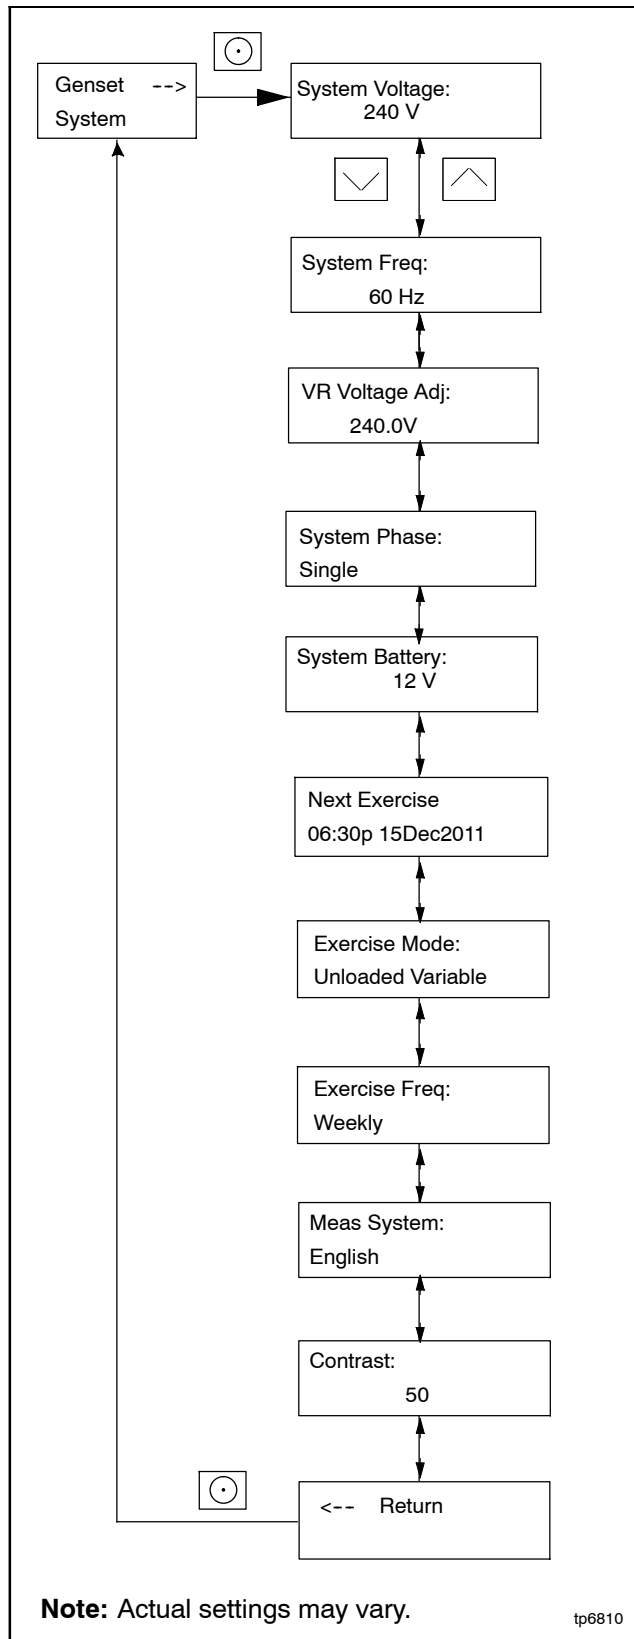 Genset -->
System
System Voltage:
240 V
System Freq:
60 Hz
VR Voltage Adj:
240.0V
System Phase:
Single
System Battery:
12 V
Next Exercise
06:30p 15Dec2011
Exercise Mode:
Unloaded Variable
Exercise Freq:
Weekly
Meas System:
English
Contrast:
50
<-- Return
Note: Actual settings may vary.
tp6810